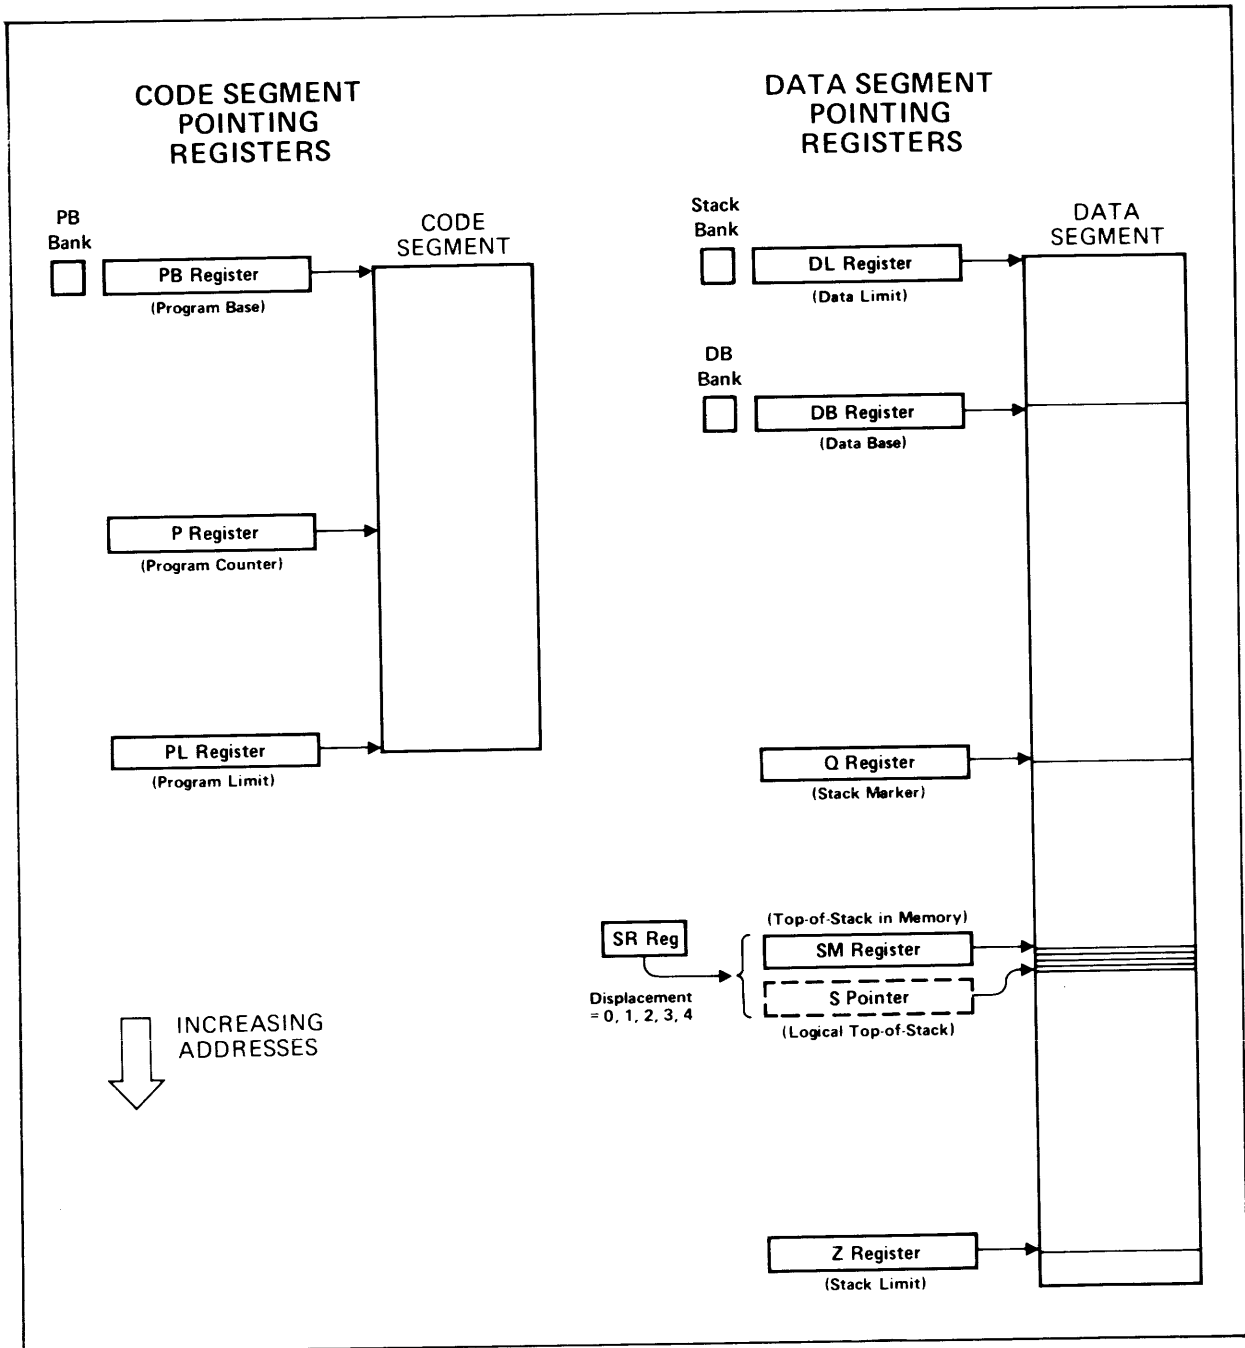 CODE SEGMENT
POINTING
REGISTERS
PB
Bank
PB Register
(Program Base)
CODE
SEGMENT
P Register
(Program Counter)
PL Register
(Program Limit)
INCREASING
ADDRESSES
DATA SEGMENT
POINTING
REGISTERS
Stack
Bank
DL Register
(Data Limit)
DATA
SEGMENT
DB
Bank
DB Register
(Data Base)
Q Register
(Stack Marker)
(Top-of-Stack in Memory)
SR Reg
SM Register
Displacement
= 0, 1, 2, 3, 4
S Pointer
(Logical Top-of-Stack)
Z Register
(Stack Limit)